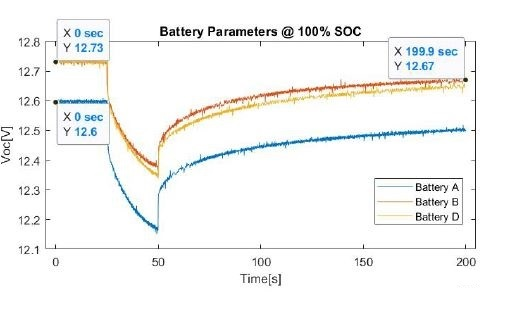 Battery Parameters @ 100% SOC
X 0 sec
Y 12.73
X 199.9 sec
Y 12.67
X 0 sec
Y 12.6
Voc[V]
12.8
12.7
12.6
12.5
12.4
12.3
12.2
12.1
Battery A
Battery B
Battery D
0 50 100 150 200
Time[s]